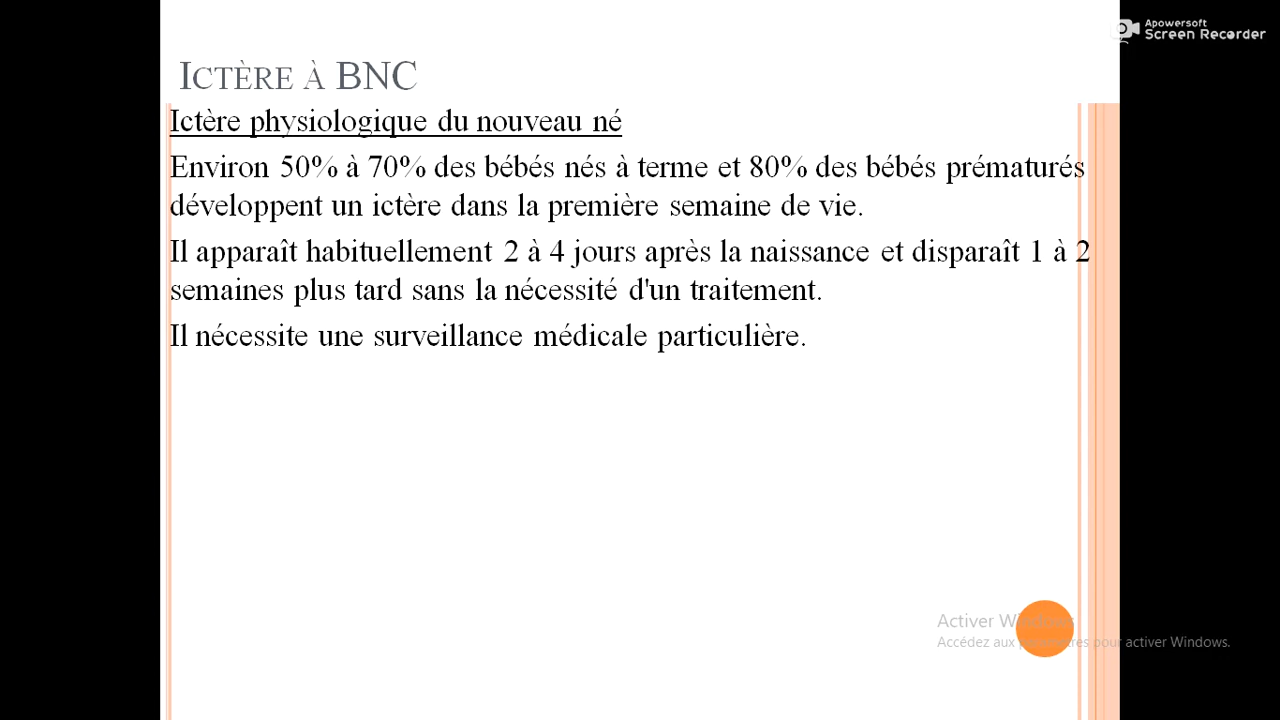 Apowersoft
Screen Recorder
ICTÈRE À BNC
Ictère physiologique du nouveau né
Environ 50% à 70% des bébés nés à terme et 80% des bébés prématurés
développent un ictère dans la première semaine de vie.
Il apparaît habituellement 2 à 4 jours après la naissance et disparaît 1 à 2
semaines plus tard sans la nécessité d'un traitement.
Il nécessite une surveillance médicale particulière.
Activer Windows
Accédez aux paramètres pour activer Windows.